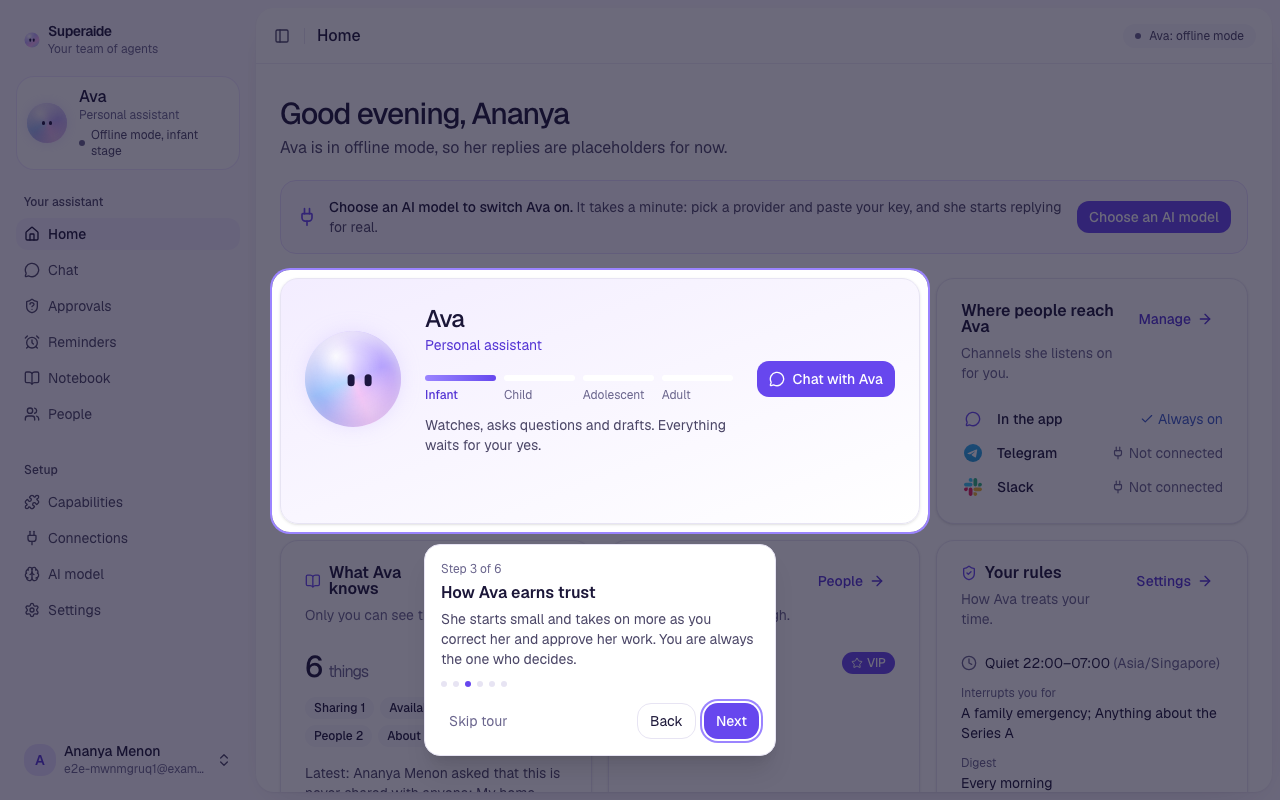 Superaide
Your team of agents
Ava
Personal assistant
Offline mode, infant
stage
Your assistant
Home
Chat
Approvals
Reminders
Notebook
People
Setup
Capabilities
Connections
AI model
Settings
A
Ananya Menon
e2e-mwnmgruq1@exam...
Home
Ava: offline mode
Good evening, Ananya
Ava is in offline mode, so her replies are placeholders for now.
Choose an AI model to switch Ava on. It takes a minute: pick a provider and paste your key, and she starts replying
for real.
Choose an AI model
Ava
Personal assistant
Infant Child Adolescent Adult
Watches, asks questions and drafts. Everything
waits for your yes.
Chat with Ava
Where people reach
Ava
Manage
Channels she listens on
for you.
In the app Always on
Telegram Not connected
Slack Not connected
What Ava
knows
Only you can see
6 things
Sharing 1
People 2 About
Latest: Ananya Menon asked that this is
never shared with anyone: My home
People
VIP
Step 3 of 6
How Ava earns trust
She starts small and takes on more as you
correct her and approve her work. You are always
the one who decides.
Skip tour
Back
Next
Your rules
Settings
How Ava treats your
time.
Quiet 22:00–07:00 (Asia/Singapore)
Interrupts you for
A family emergency; Anything about the
Series A
Digest
Every morning